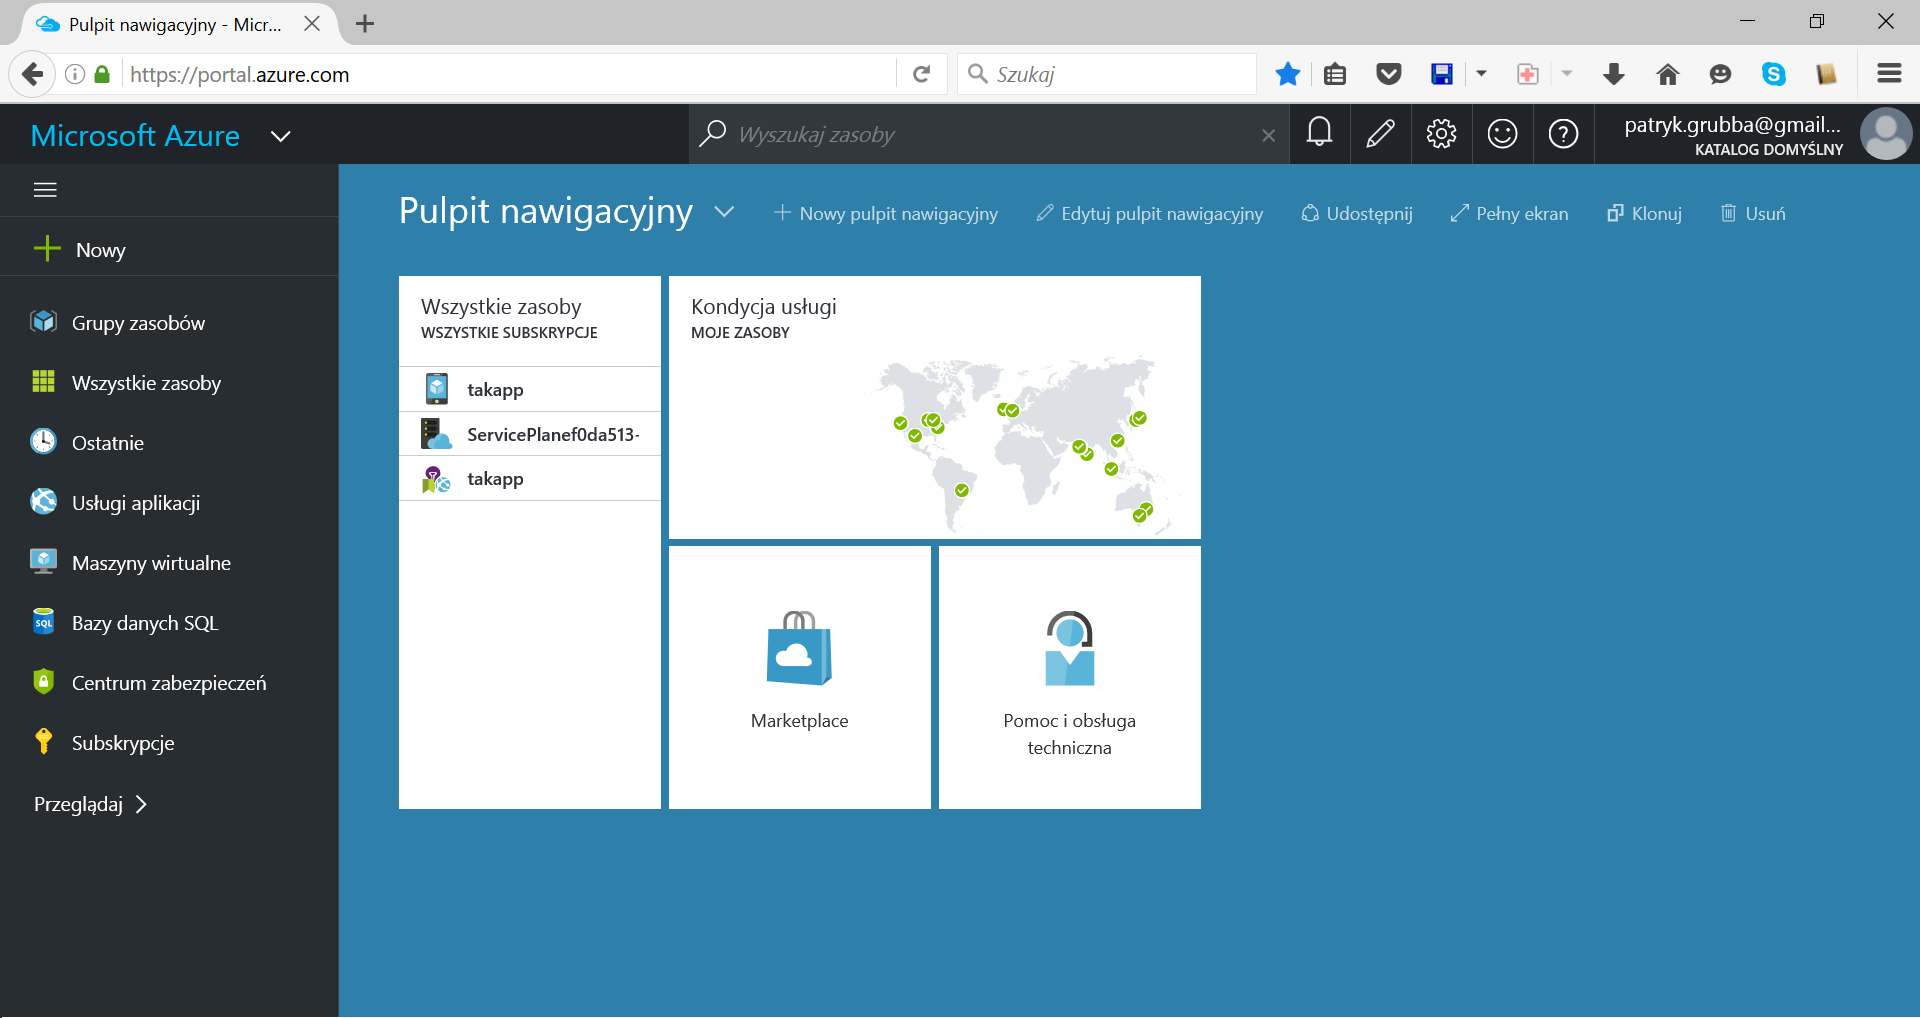 Pulpit nawigacyjny - Micr...
https://portal.azure.com
Szukaj
Microsoft Azure
Wyszukaj zasoby
patryk.grubba@gmail...
KATALOG DOMYŚLNY
Pulpit nawigacyjny
Nowy pulpit nawigacyjny
Edytuj pulpit nawigacyjny
Udostępnij
Pełny ekran
Klonuj
Usuń
Nowy
Grupy zasobów
Wszystkie zasoby
Ostatnie
Usługi aplikacji
Maszyny wirtualne
SQL
Bazy danych SQL
Centrum zabezpieczeń
Subskrypcje
Przeglądaj
Wszystkie zasoby
WSZYSTKIE SUBSKRYPCJE
takapp
ServicePlanef0da513-
takapp
Kondycja usługi
MOJE ZASOBY
Marketplace
Pomoc i obsługa
techniczna